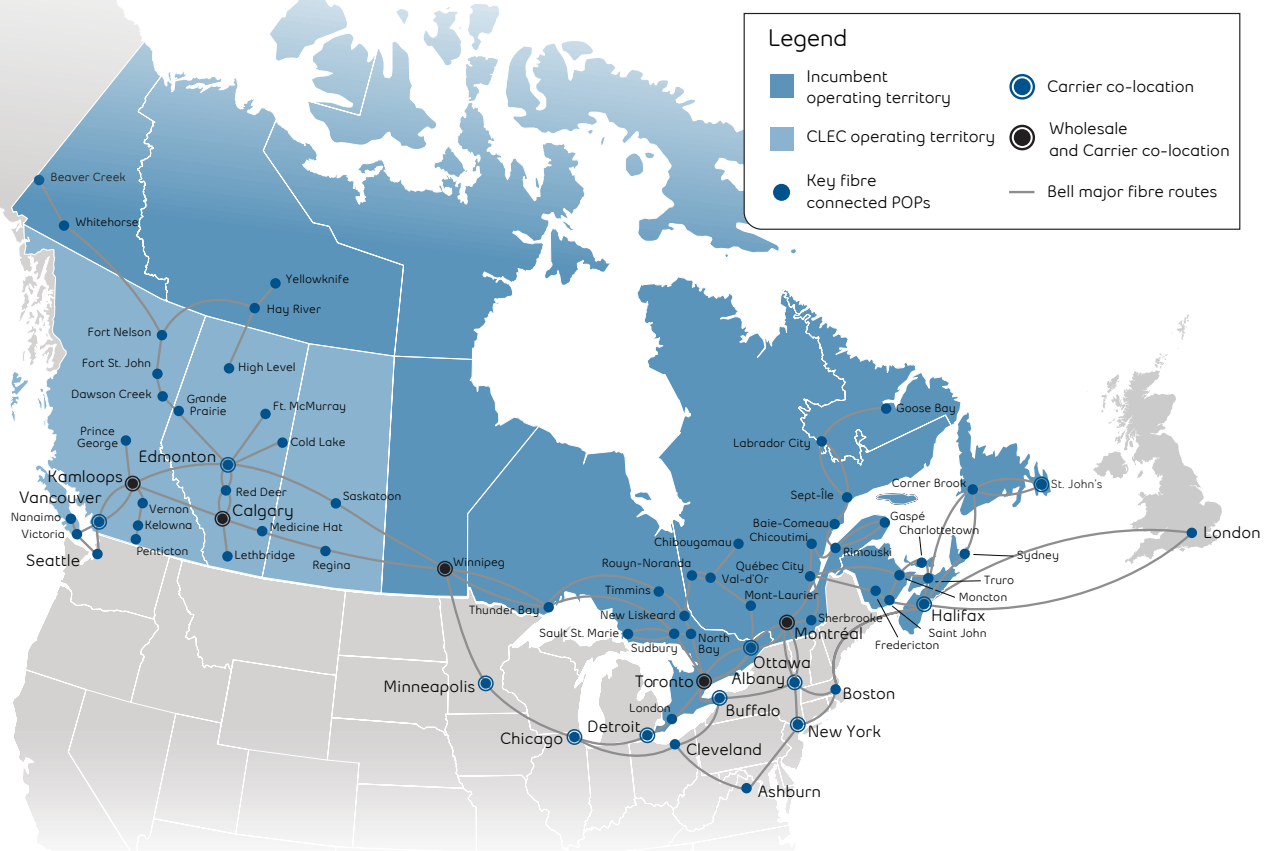 Legend
Incumbent
operating territory
CLEC operating territory
Key fibre
connected POPs
Carrier co-location
Wholesale
and Carrier co-location
Bell major fibre routes
Beaver Creek
Whitehorse
Yellowknife
Hay River
Fort Nelson
Fort St. John
High Level
Dawson Creek
Grande
Prairie
Ft. McMurray
Prince
George
Cold Lake
Edmonton
Kamloops
Vancouver
Red Deer
Saskatoon
Calgary
Vernon
Nanaimo
Kelowna
Medicine Hat
Victoria
Penticton
Lethbridge
Seattle
Regina
Winnipeg
Thunder Bay
Goose Bay
Labrador City
Sept-Île
Corner Brook
St. John's
Gaspé
Baie-Comeau
Charlottetown
Chicoutimi
Chibougamau
Rimouski
Sydney
London
Rouyn-Noranda
Québec City
Val-d'Or
Truro
Timmins
Mont-Laurier
Moncton
New Liskeard
Sherbrooke
Halifax
Sault St. Marie
North
Bay
Montréal
Saint John
Sudbury
Fredericton
Ottawa
Toronto
Albany
Minneapolis
Boston
London
Buffalo
Detroit
New York
Chicago
Cleveland
Ashburn